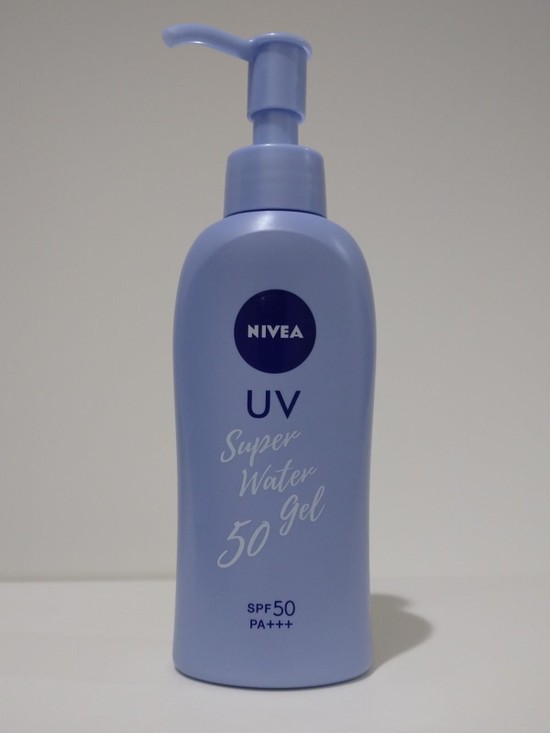 NIVEA
UV
Super
Water
Gel
50
SPF50
PA+++